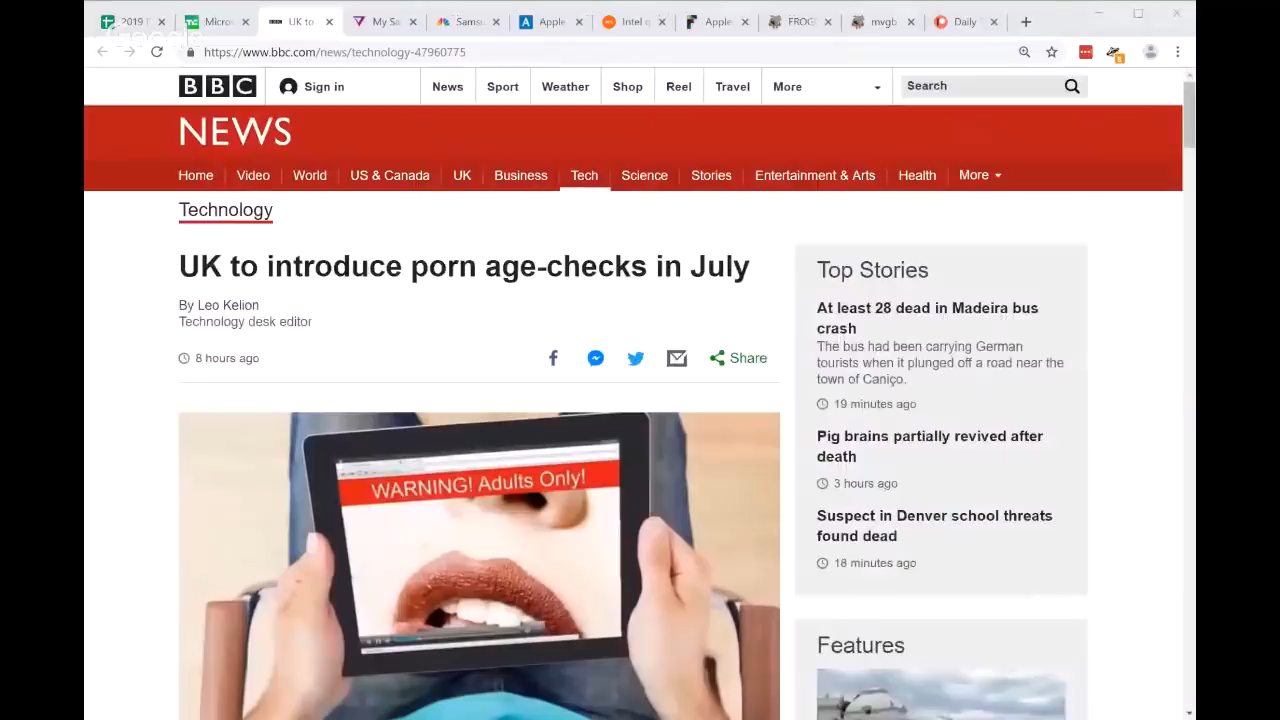 2019 F
Micro
UK to
My Sa
Samsu
Apple
Intel q
Apple
FROG
mvgb
Daily
https://www.bbc.com/news/technology-47960775
BBC
Sign in
News
Sport
Weather
Shop
Reel
Travel
More
Search
NEWS
Home
Video
World
US & Canada
UK
Business
Tech
Science
Stories
Entertainment & Arts
Health
More
Technology
UK to introduce porn age-checks in July
By Leo Kelion
Technology desk editor
8 hours ago
Share
WARNING! Adults Only!
Top Stories
At least 28 dead in Madeira bus
crash
The bus had been carrying German
tourists when it plunged off a road near the
town of Caniço.
19 minutes ago
Pig brains partially revived after
death
3 hours ago
Suspect in Denver school threats
found dead
18 minutes ago
Features